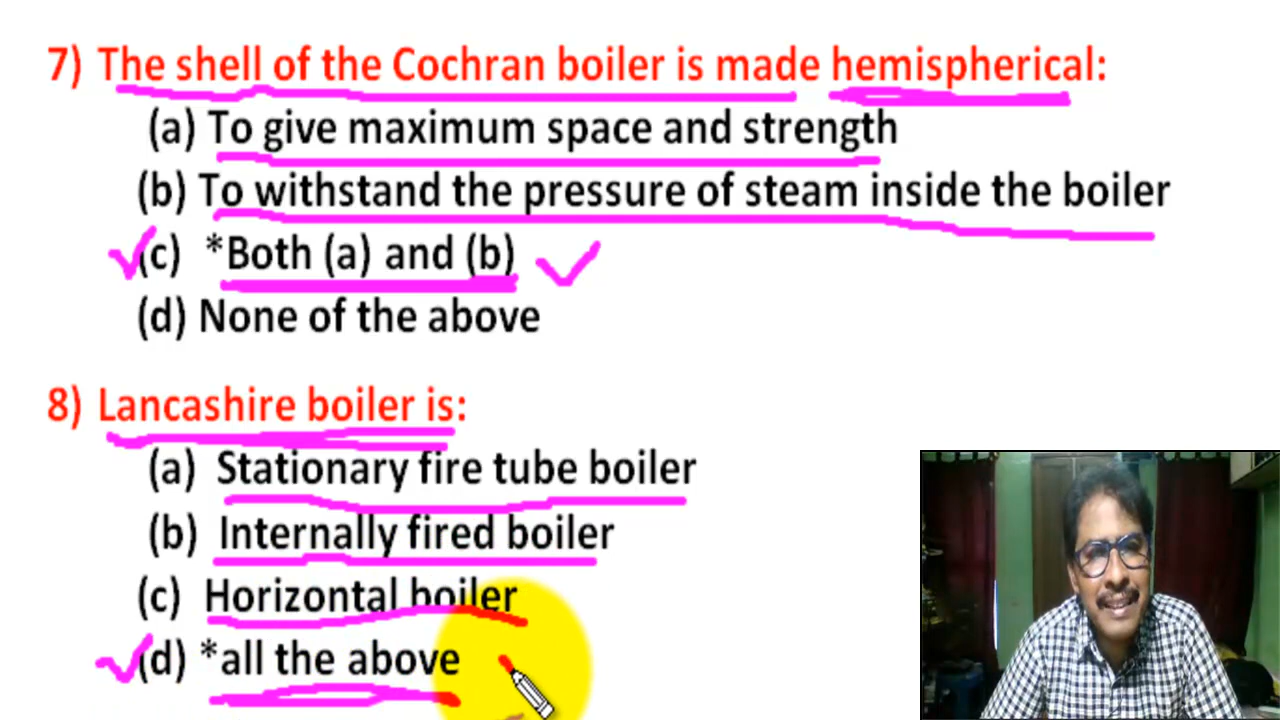 7) The shell of the Cochran boiler is made hemispherical:
(a) To give maximum space and strength
(b) To withstand the pressure of steam inside the boiler
(c) *Both (a) and (b)
(d) None of the above
8) Lancashire boiler is:
(a) Stationary fire tube boiler
(b) Internally fired boiler
(c) Horizontal boiler
(d) *all the above